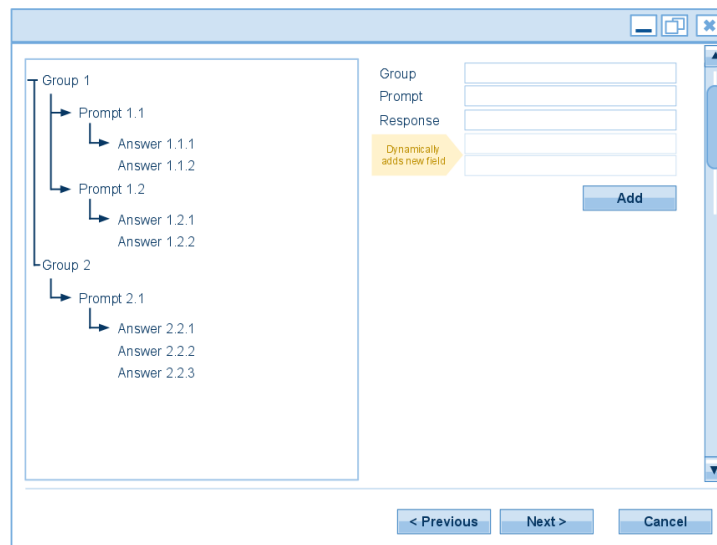 Group 1
Prompt 1.1
Answer 1.1.1
Answer 1.1.2
Prompt 1.2
Answer 1.2.1
Answer 1.2.2
Group 2
Prompt 2.1
Answer 2.2.1
Answer 2.2.2
Answer 2.2.3
Group
Prompt
Response
Dynamically
adds new field
Add
< Previous
Next >
Cancel